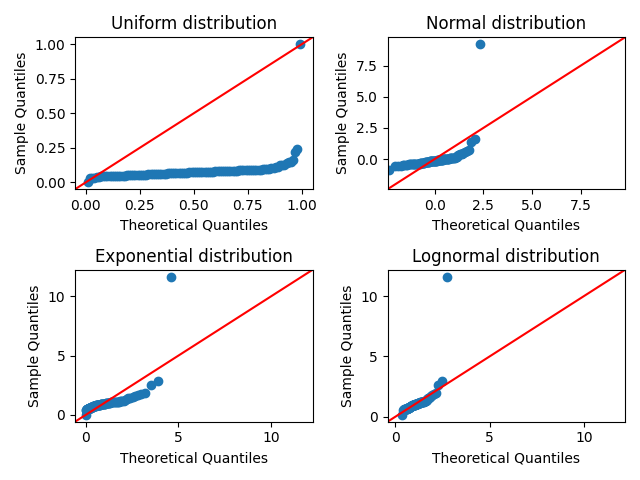 Uniform distribution
Sample Quantiles
1.00
0.75
0.50
0.25
0.00
0.00 0.25 0.50 0.75 1.00
Theoretical Quantiles
Normal distribution
Sample Quantiles
7.5
5.0
2.5
0.0
0.0 2.5 5.0 7.5
Theoretical Quantiles
Exponential distribution
Sample Quantiles
10
5
0
0 5 10
Theoretical Quantiles
Lognormal distribution
Sample Quantiles
10
5
0
0 5 10
Theoretical Quantiles